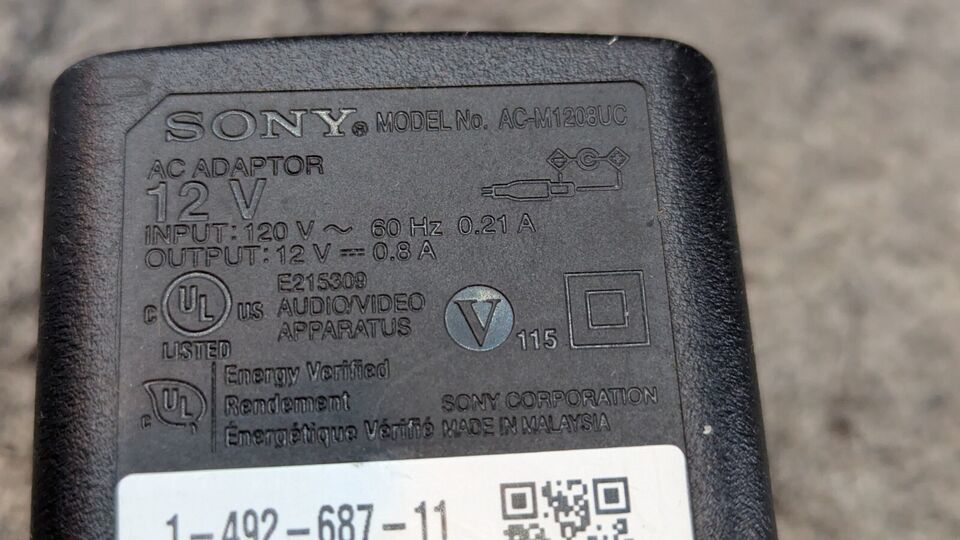 SONY® MODEL No. AC-M1208UC
AC ADAPTOR
12 V
INPUT: 120 V ~ 60 Hz 0.21 A
OUTPUT: 12 V ⎓ 0.8 A
C UL US
LISTED
E215309
AUDIO/VIDEO
APPARATUS
V 115
C UL
Energy Verified
Rendement
Énergétique Vérifié
SONY CORPORATION
MADE IN MALAYSIA
1-492-687-11